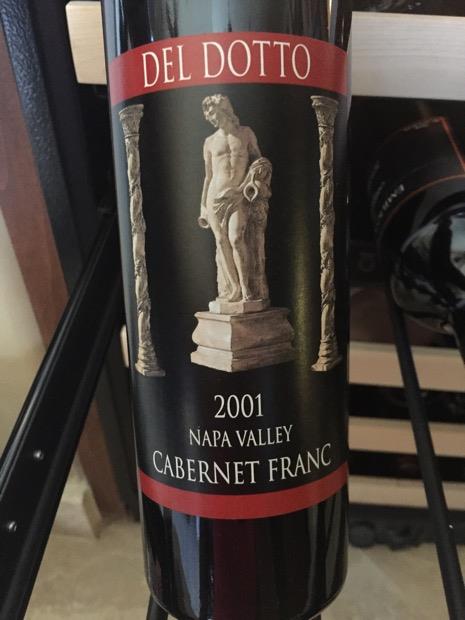 DEL DOTTO
2001
NAPA VALLEY
CABERNET FRANC